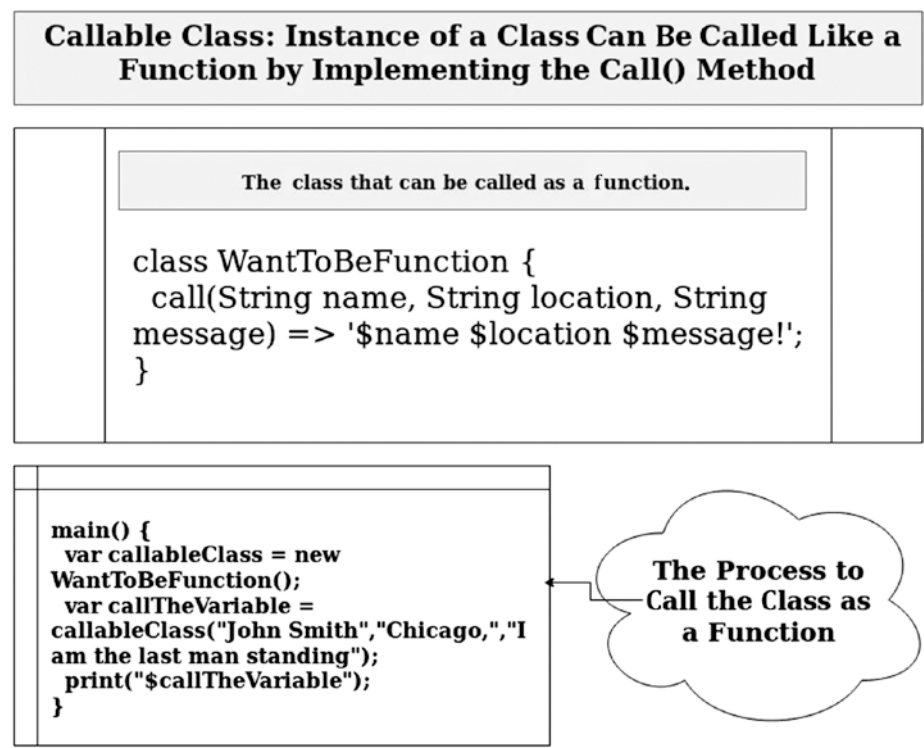 Callable Class: Instance of a Class Can Be Called Like a
Function by Implementing the Call() Method
The class that can be called as a function.
class WantToBeFunction {
call(String name, String location, String
message) => '$name $location $message!';
}
main() {
var callableClass = new
WantToBeFunction();
var callTheVariable =
callableClass("John Smith","Chicago,","I
am the last man standing");
print("$callTheVariable");
}
The Process to
Call the Class as
a Function